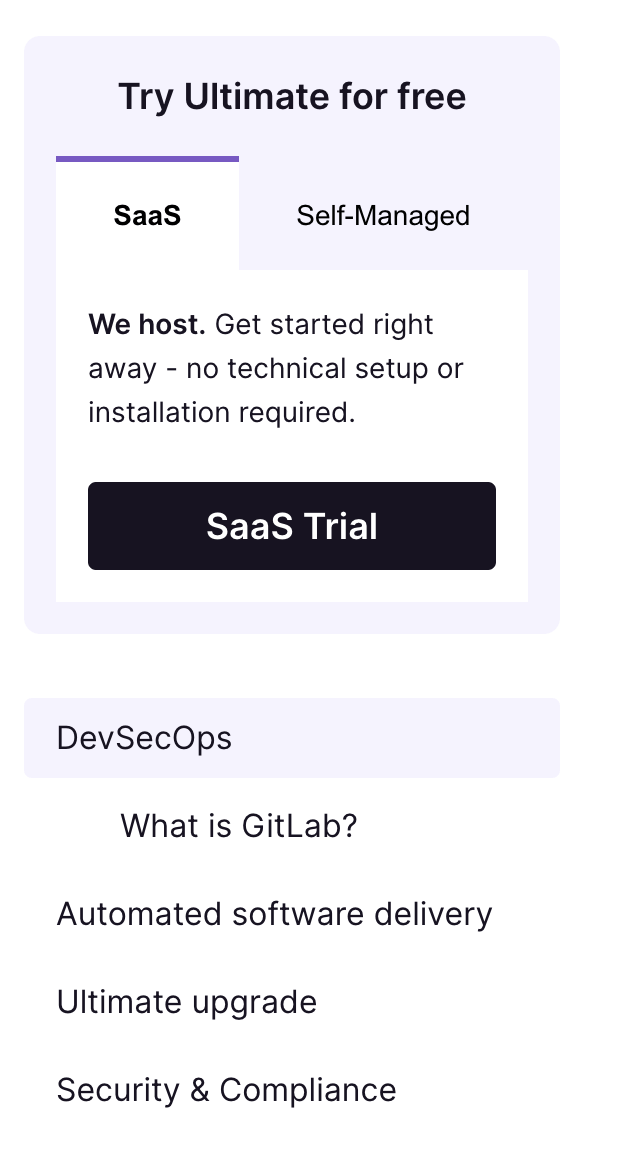 Try Ultimate for free
SaaS
Self-Managed
We host. Get started right
away - no technical setup or
installation required.
SaaS Trial
DevSecOps
What is GitLab?
Automated software delivery
Ultimate upgrade
Security & Compliance